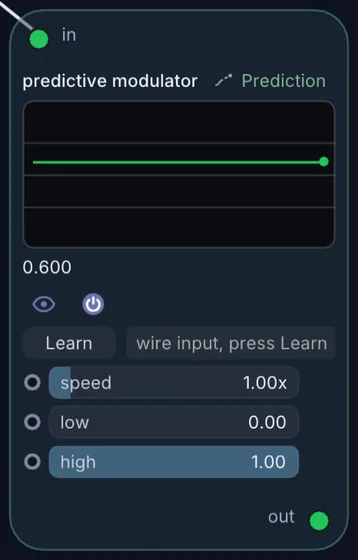 in
predictive modulator Prediction
0.600
Learn wire input, press Learn
speed 1.00x
low 0.00
high 1.00
out